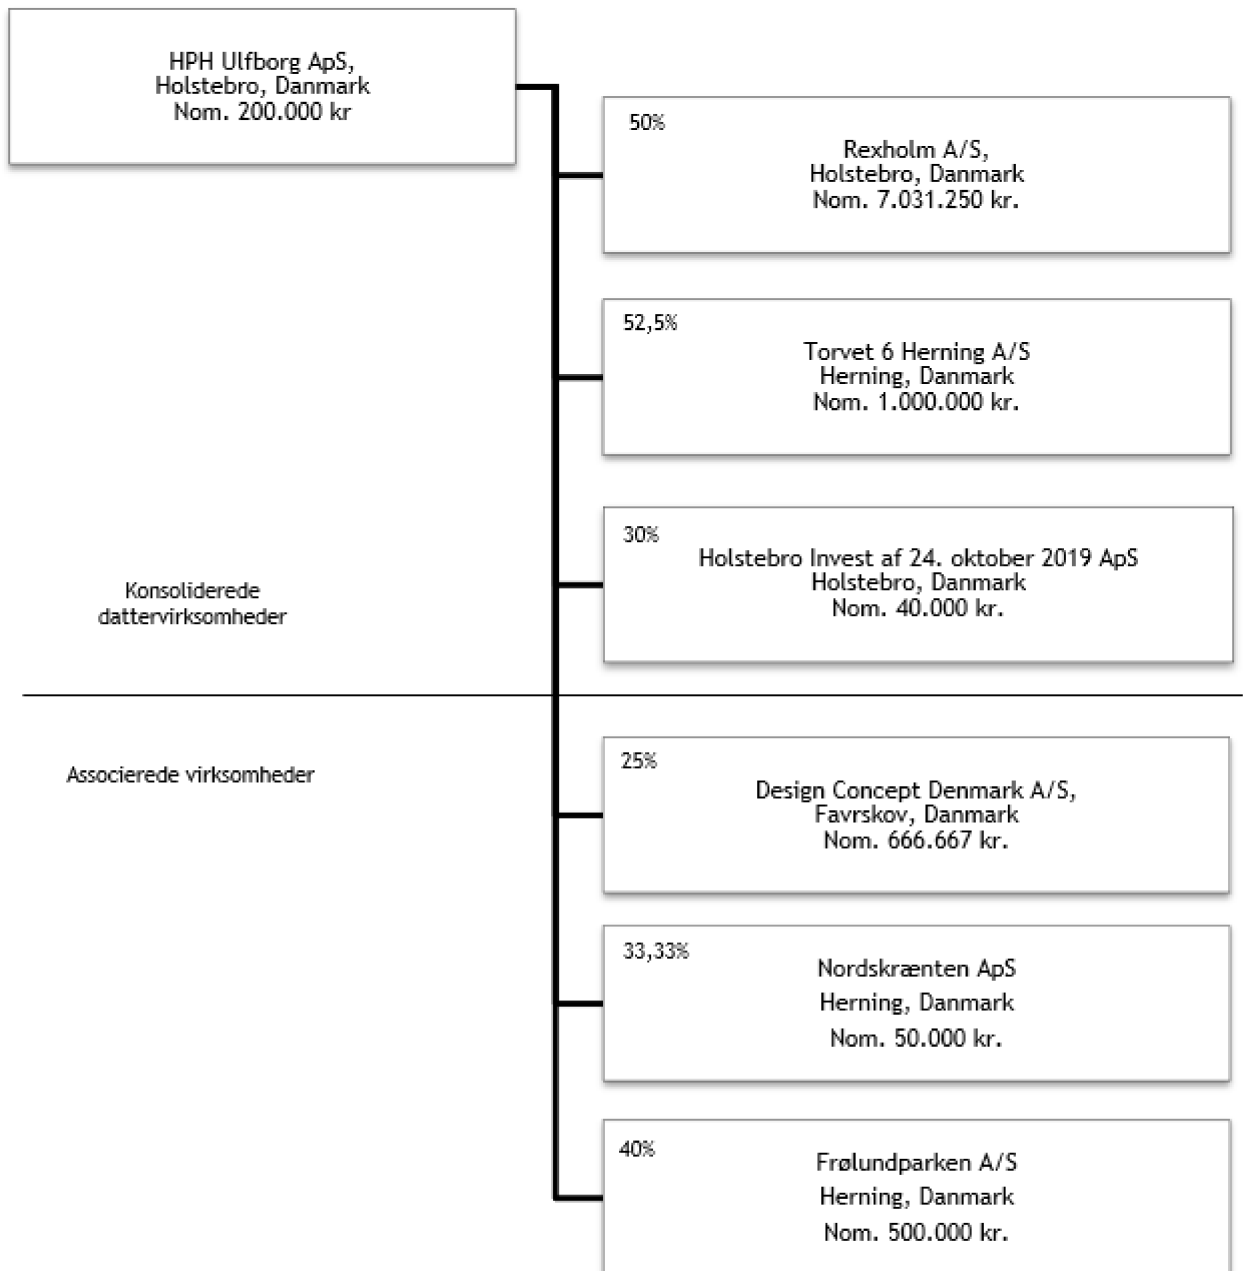 HPH Ulfborg ApS,
Holstebro, Danmark
Nom. 200.000 kr
50%
Rexholm A/S,
Holstebro, Danmark
Nom. 7.031.250 kr.
52,5%
Torvet 6 Herning A/S
Herning, Danmark
Nom. 1.000.000 kr.
30%
Holstebro Invest af 24. oktober 2019 ApS
Holstebro, Danmark
Nom. 40.000 kr.
Konsoliderede
dattervirksomheder
Associerede virksomheder
25%
Design Concept Denmark A/S,
Favrskov, Danmark
Nom. 666.667 kr.
33,33%
Nordskrænten ApS
Herning, Danmark
Nom. 50.000 kr.
40%
Frølundparken A/S
Herning, Danmark
Nom. 500.000 kr.